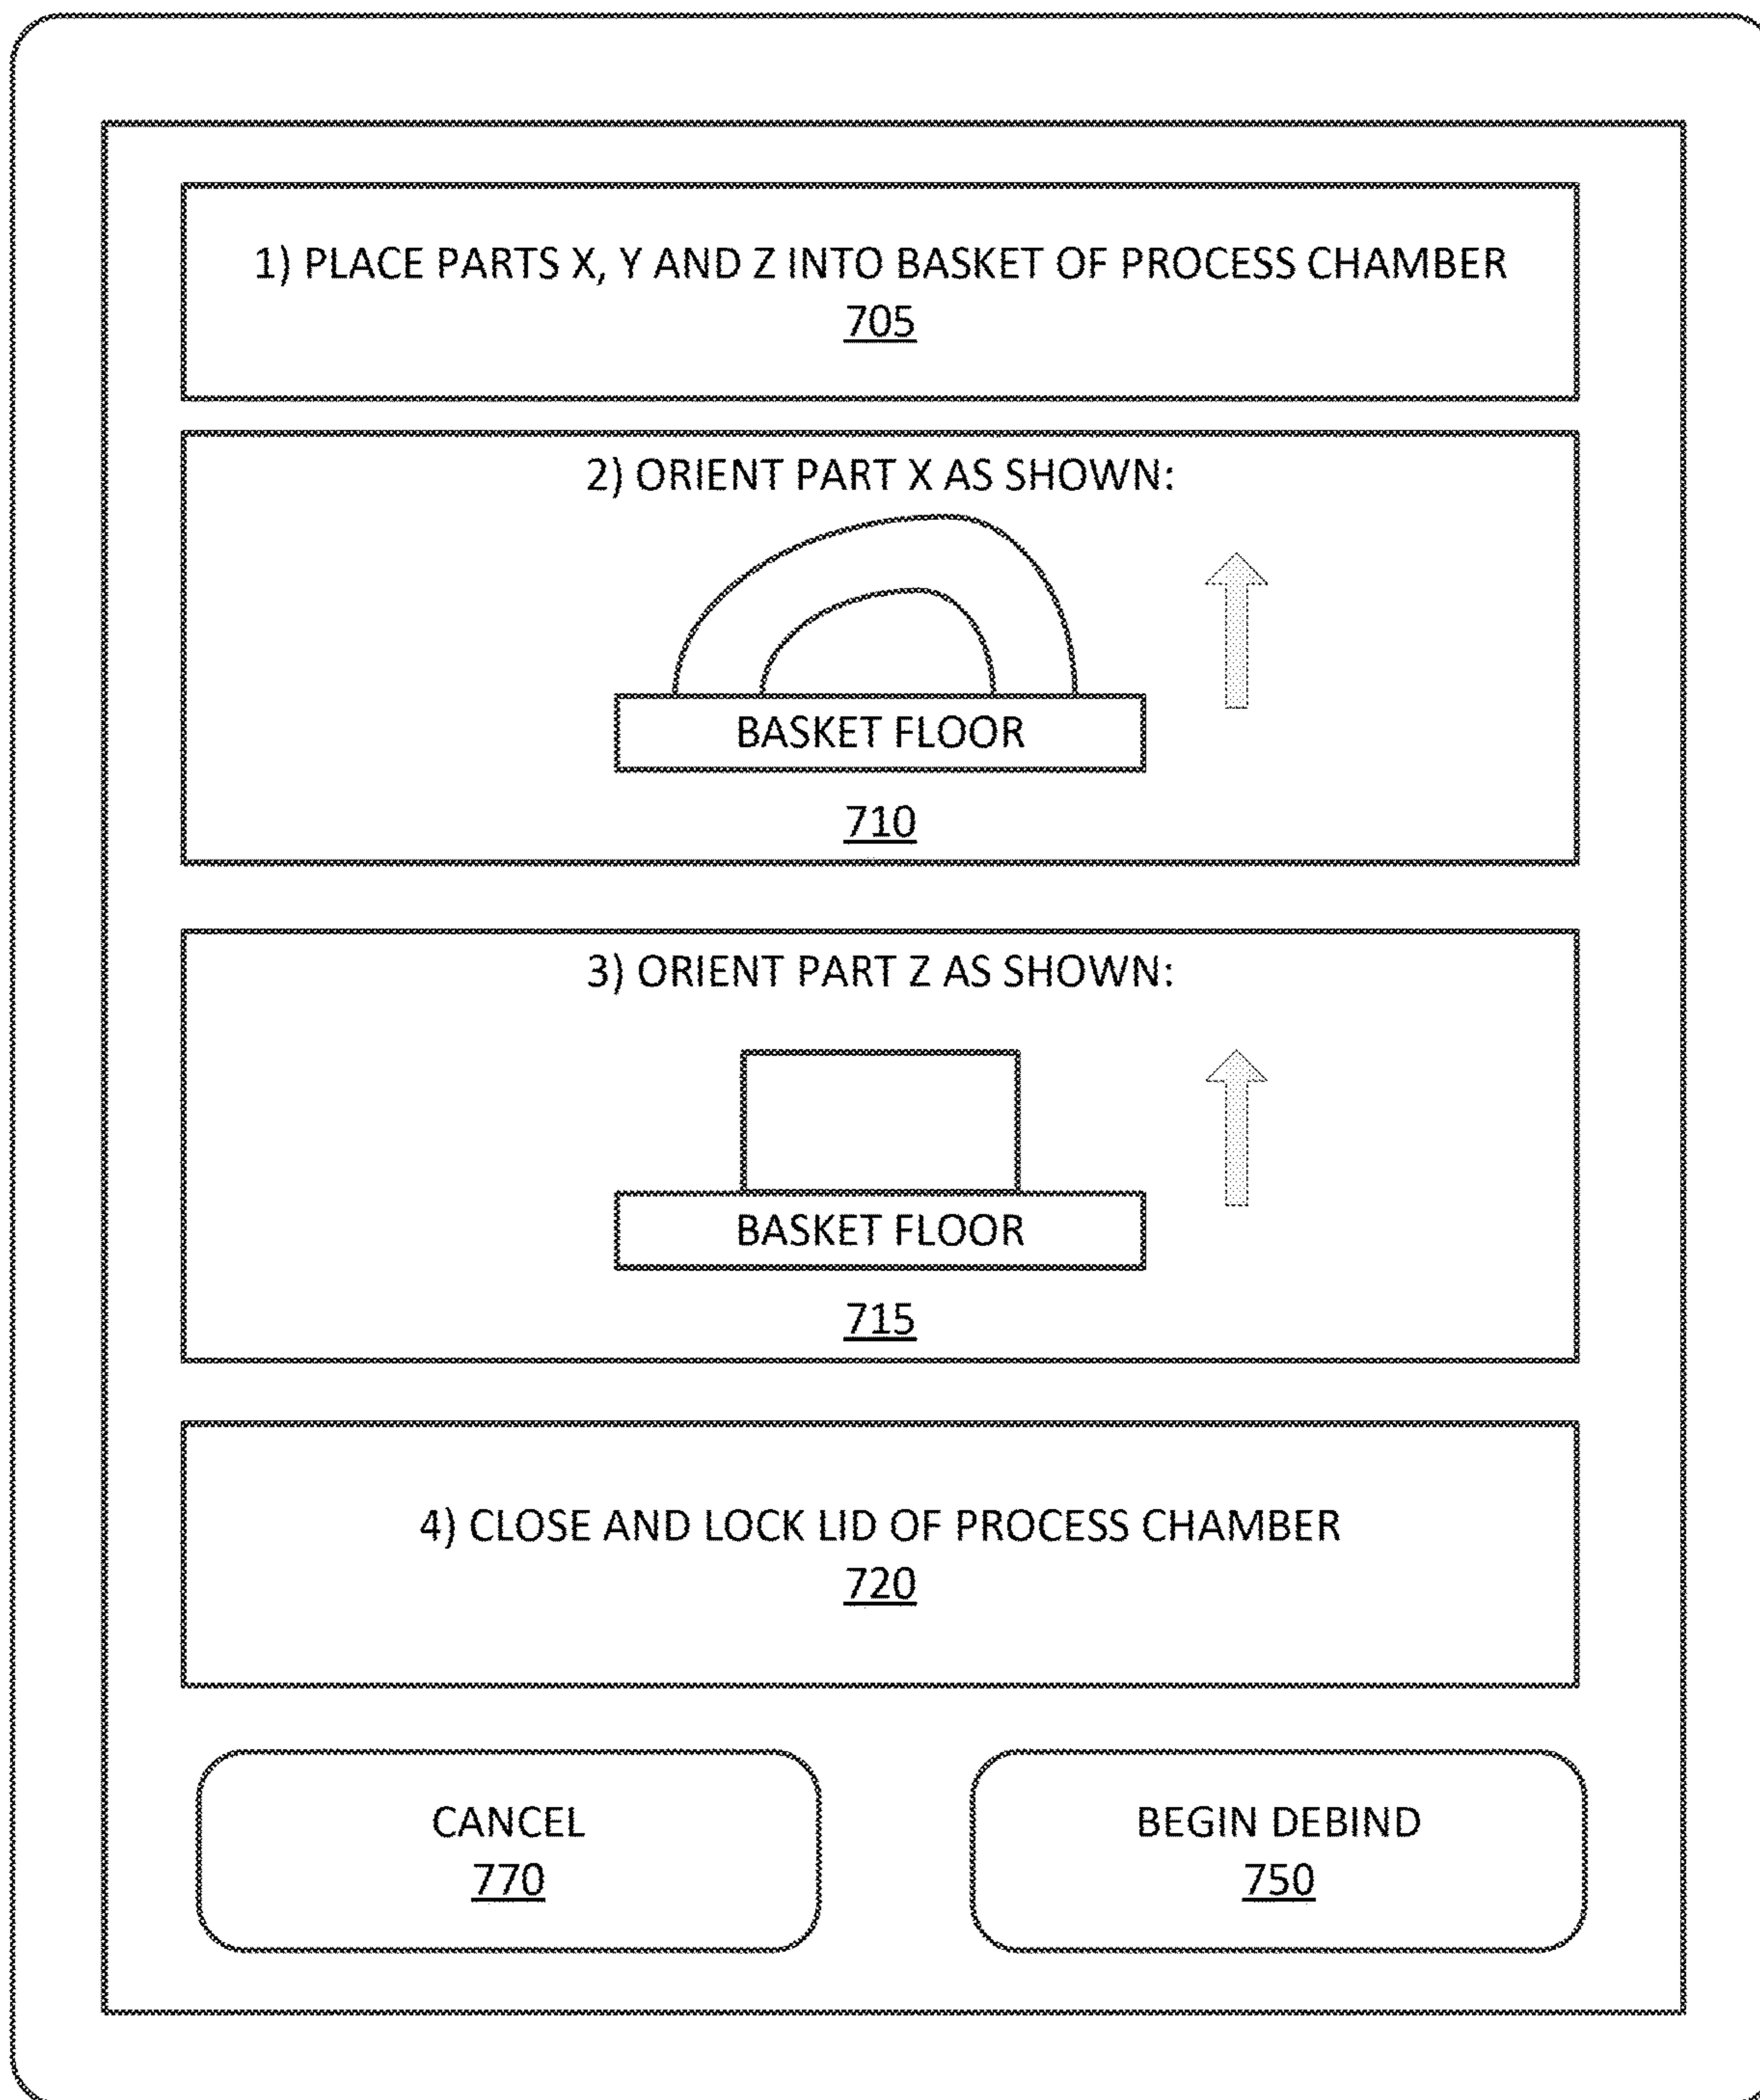 1) PLACE PARTS X, Y AND Z INTO BASKET OF PROCESS CHAMBER
705
2) ORIENT PART X AS SHOWN:
BASKET FLOOR
710
3) ORIENT PART Z AS SHOWN:
BASKET FLOOR
715
4) CLOSE AND LOCK LID OF PROCESS CHAMBER
720
CANCEL
770
BEGIN DEBIND
750